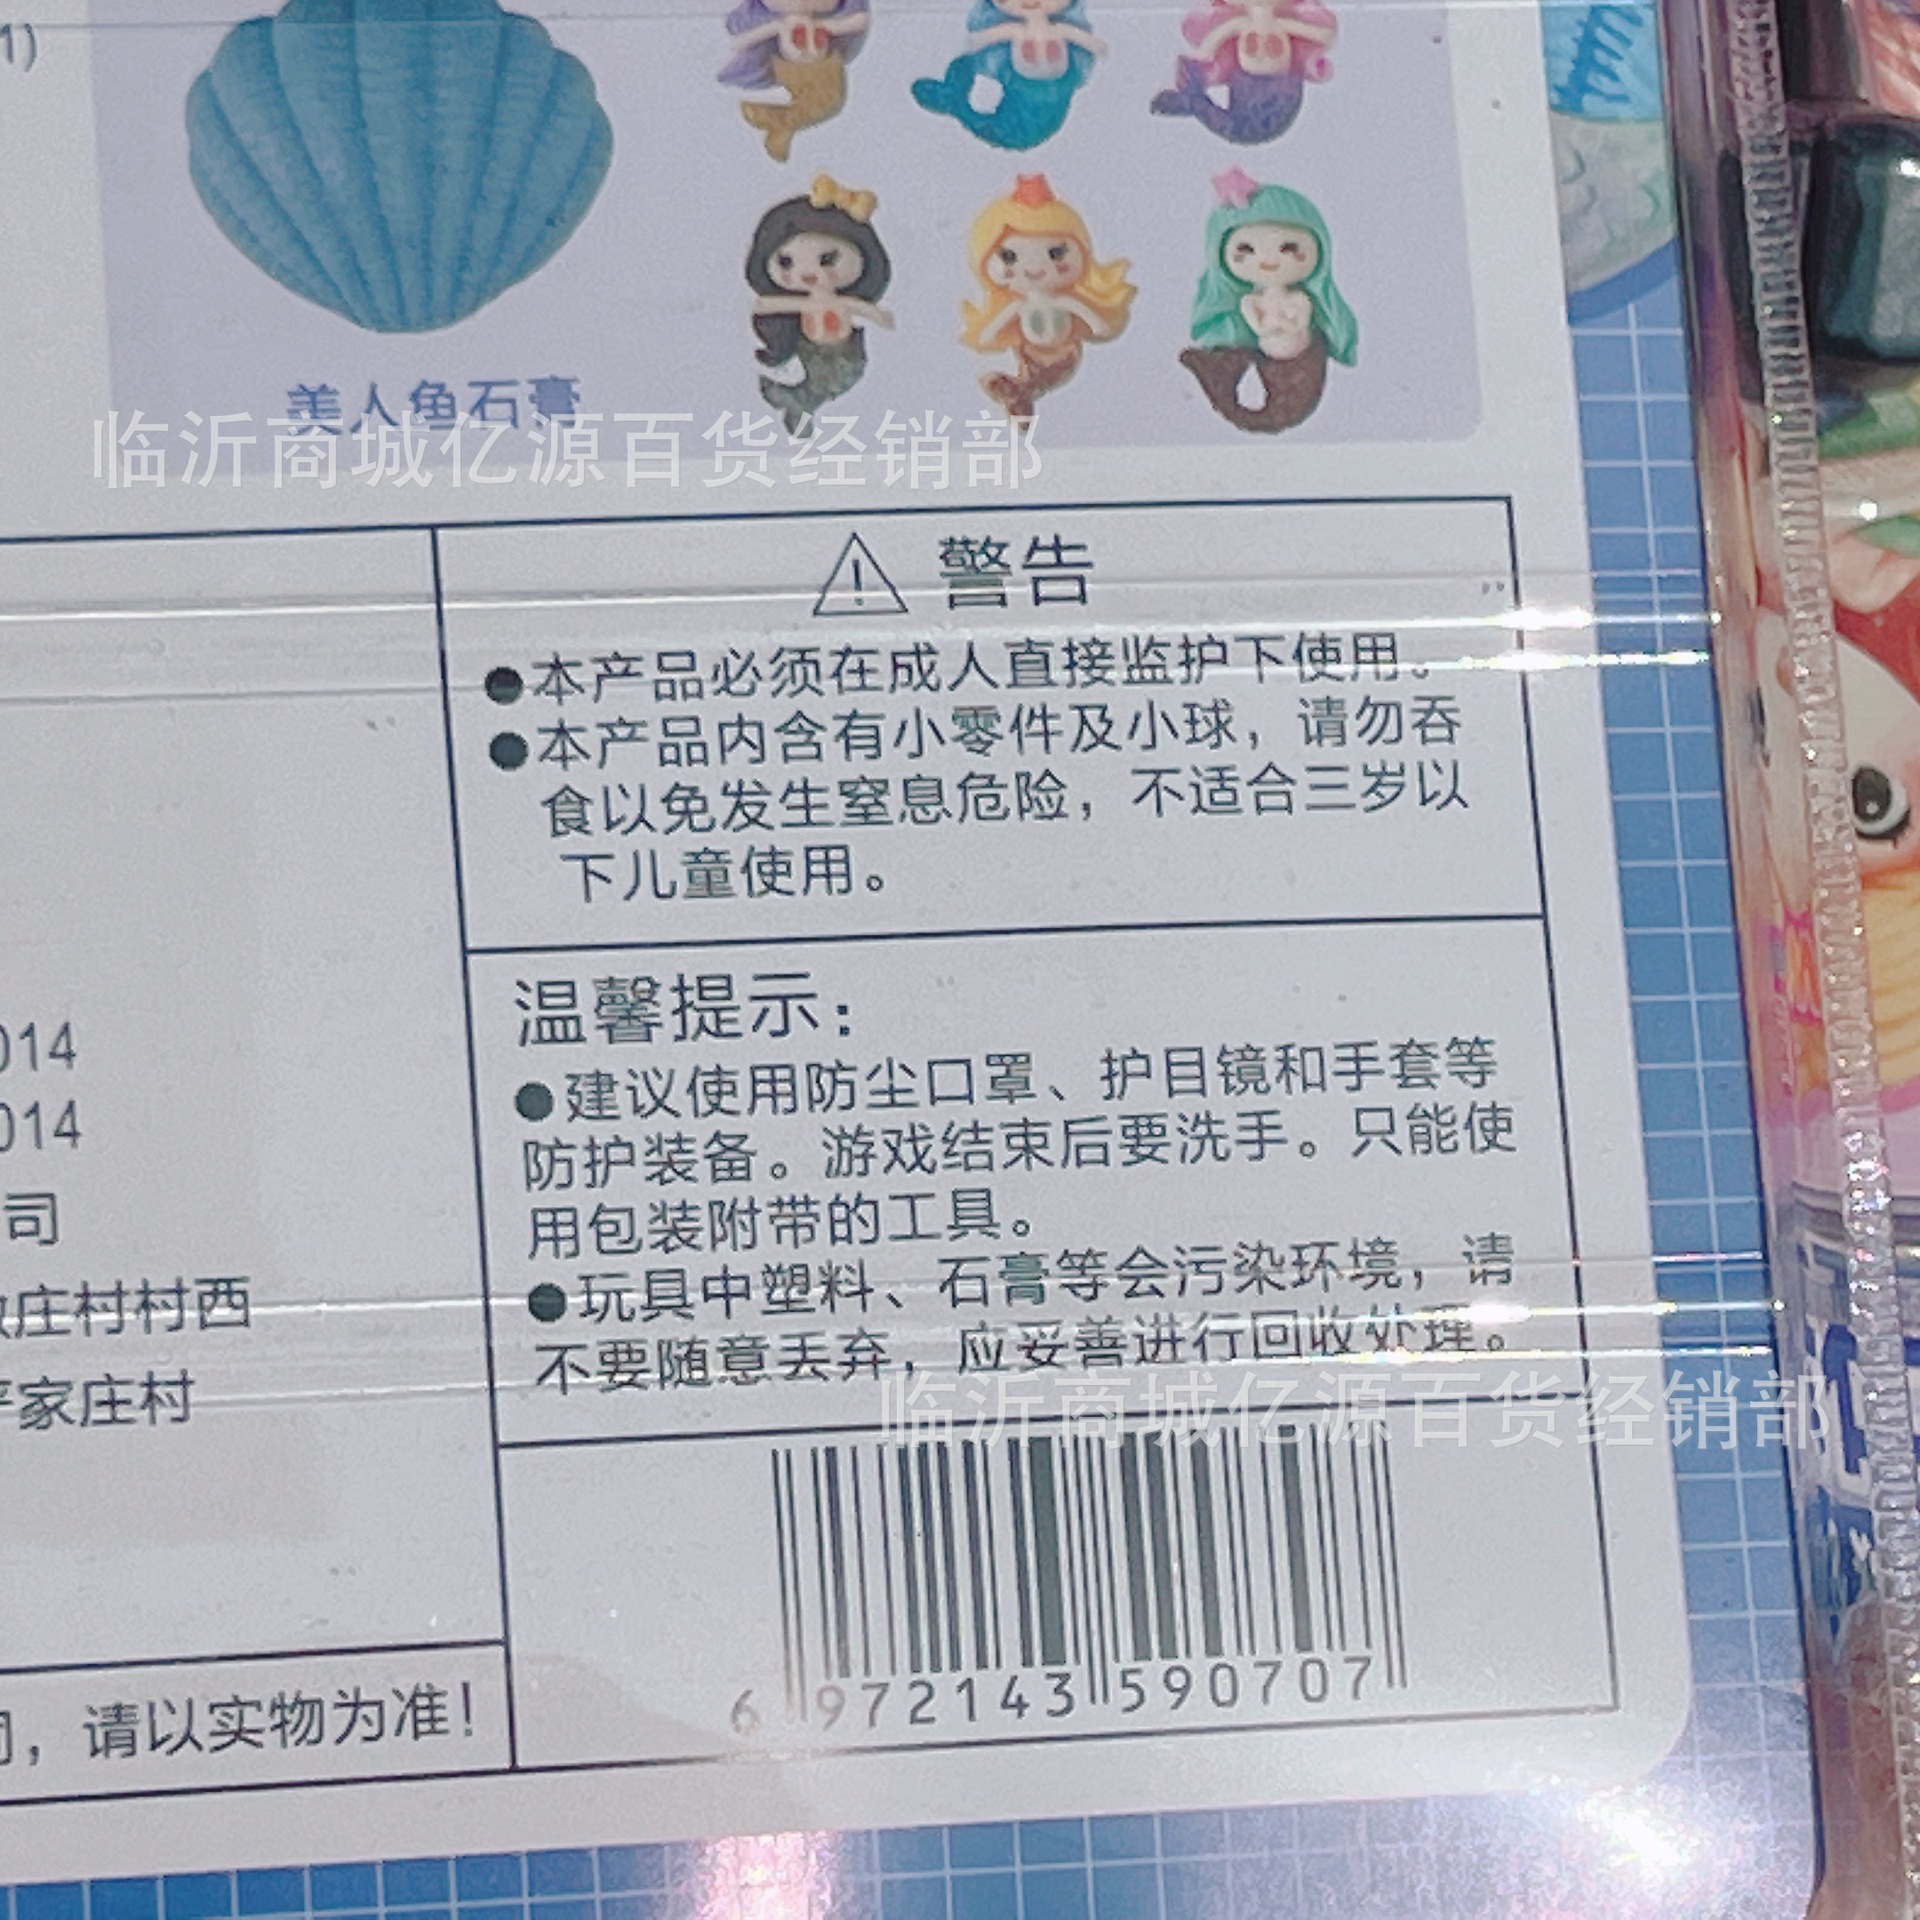 1)
美人鱼石膏
临沂商城亿源百货经销部
警告
●本产品必须在成人直接监护下使用。
●本产品内含有小零件及小球，请勿吞
食以免发生窒息危险，不适合三岁以
下儿童使用。
温馨提示：
●建议使用防尘口罩、护目镜和手套等
防护装备。游戏结束后要洗手。只能使
用包装附带的工具。
●玩具中塑料、石膏等会污染环境，请
不要随意丢弃，应妥善进行回收处理。
014
014
司
庄村村西
家庄村
临沂商城亿源百货经销部
6 972143 590707
，请以实物为准！